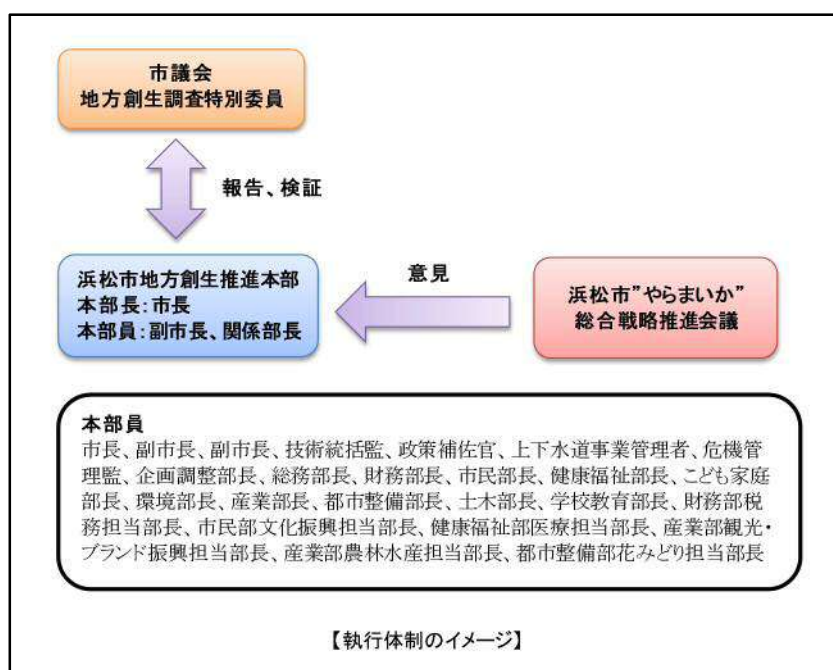 市議会
地方創生調査特別委員
報告、検証
浜松市地方創生推進本部
本部長:市長
本部員:副市長、関係部長
意見
浜松市”やらまいか”
総合戦略推進会議
本部員
市長、副市長、副市長、技術統括監、政策補佐官、上下水道事業管理者、危機管
理監、企画調整部長、総務部長、財務部長、市民部長、健康福祉部長、こども家庭
部長、環境部長、産業部長、都市整備部長、土木部長、学校教育部長、財務部税
務担当部長、市民部文化振興担当部長、健康福祉部医療担当部長、産業部観光・
ブランド振興担当部長、産業部農林水産担当部長、都市整備部花みどり担当部長
【執行体制のイメージ】